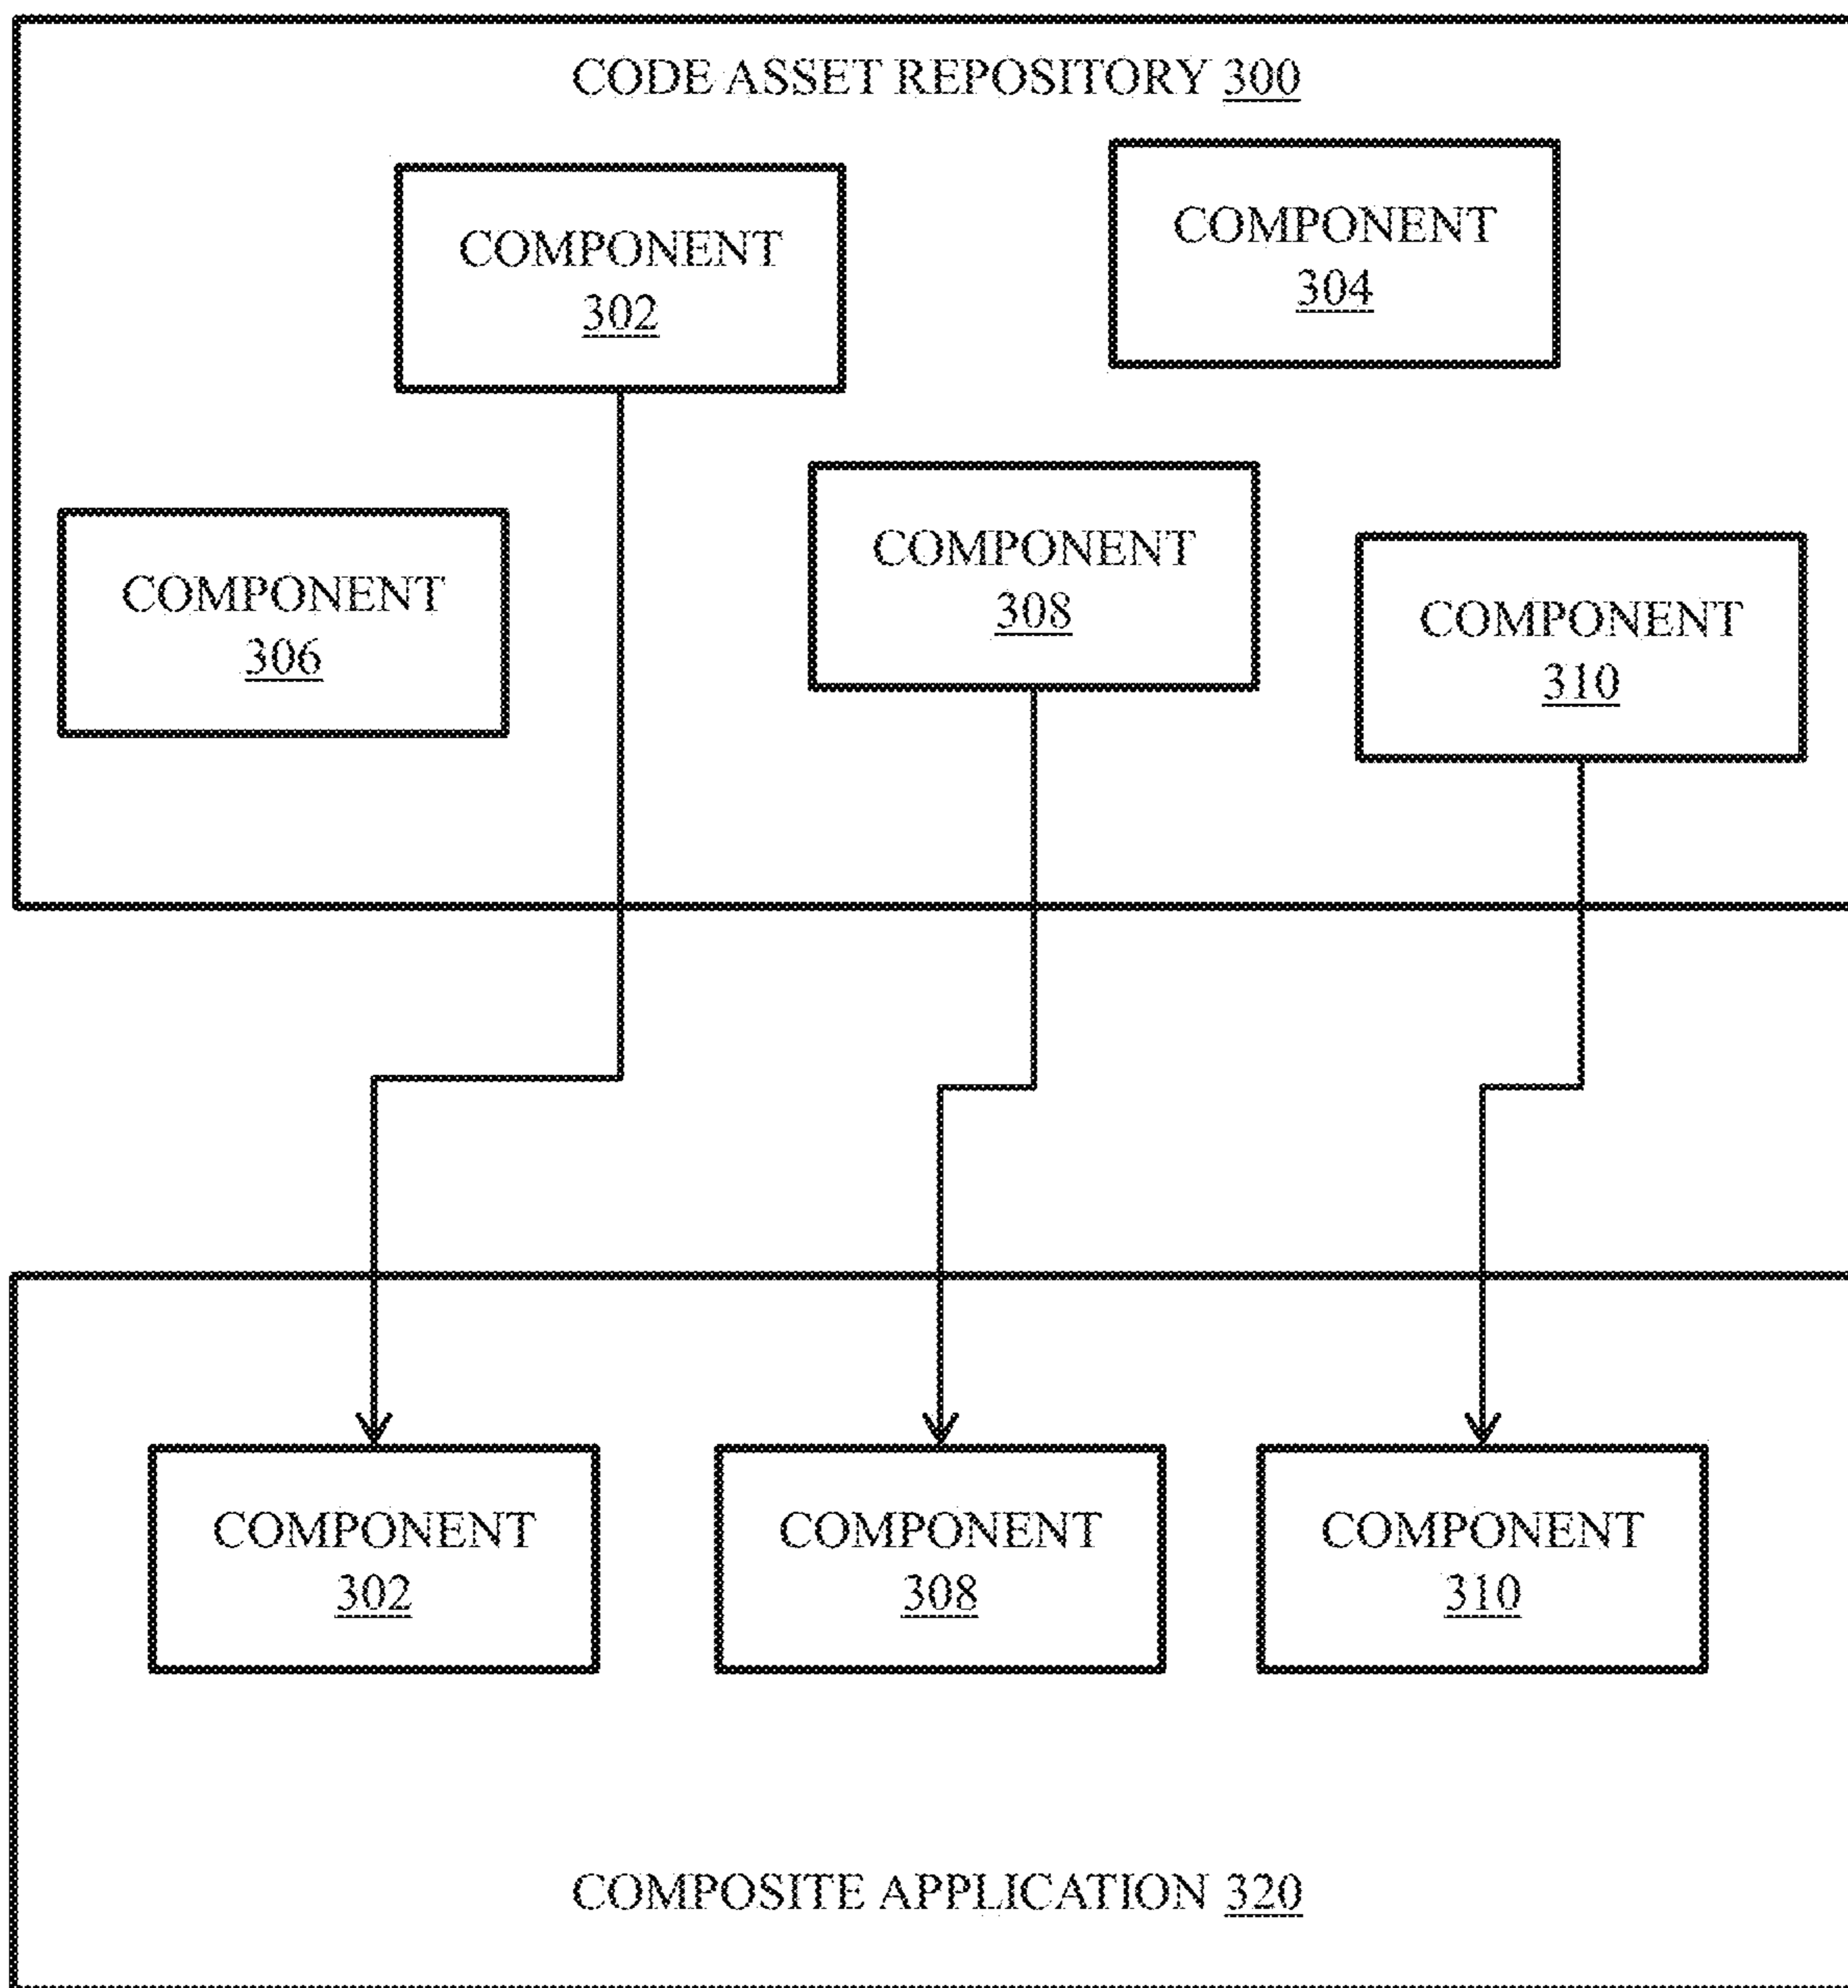 CODE ASSET REPOSITORY 300
COMPONENT
302
COMPONENT
304
COMPONENT
306
COMPONENT
308
COMPONENT
310
COMPONENT
302
COMPONENT
308
COMPONENT
310
COMPOSITE APPLICATION 320